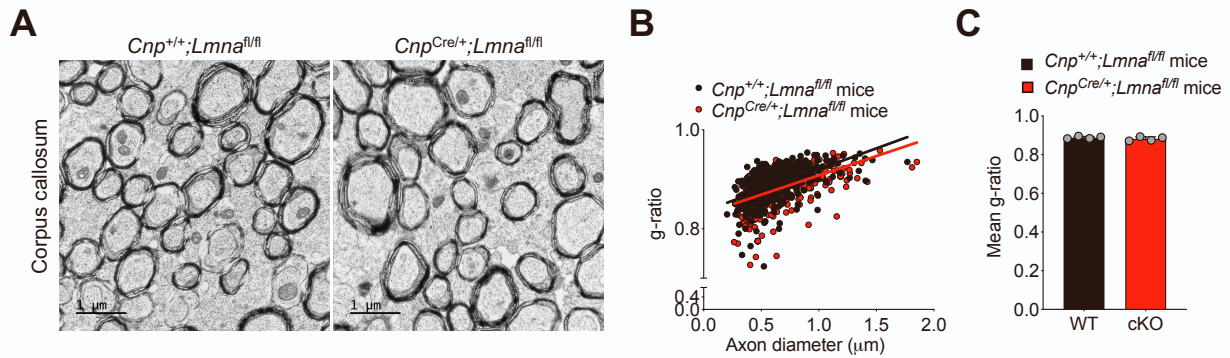 A
Cnp+/+;Lmnafl/fl
CnpCre/+;Lmnafl/fl
Corpus callosum
1 μm
1 μm
B
Cnp+/+;Lmnafl/fl mice
CnpCre/+;Lmnafl/fl mice
g-ratio
1.0
0.8
0.4
0.0
0.0 0.5 1.0 1.5 2.0
Axon diameter (μm)
C
Cnp+/+;Lmnafl/fl mice
CnpCre/+;Lmnafl/fl mice
Mean g-ratio
1.0
0.8
0.6
0.4
0.2
0.0
WT cKO